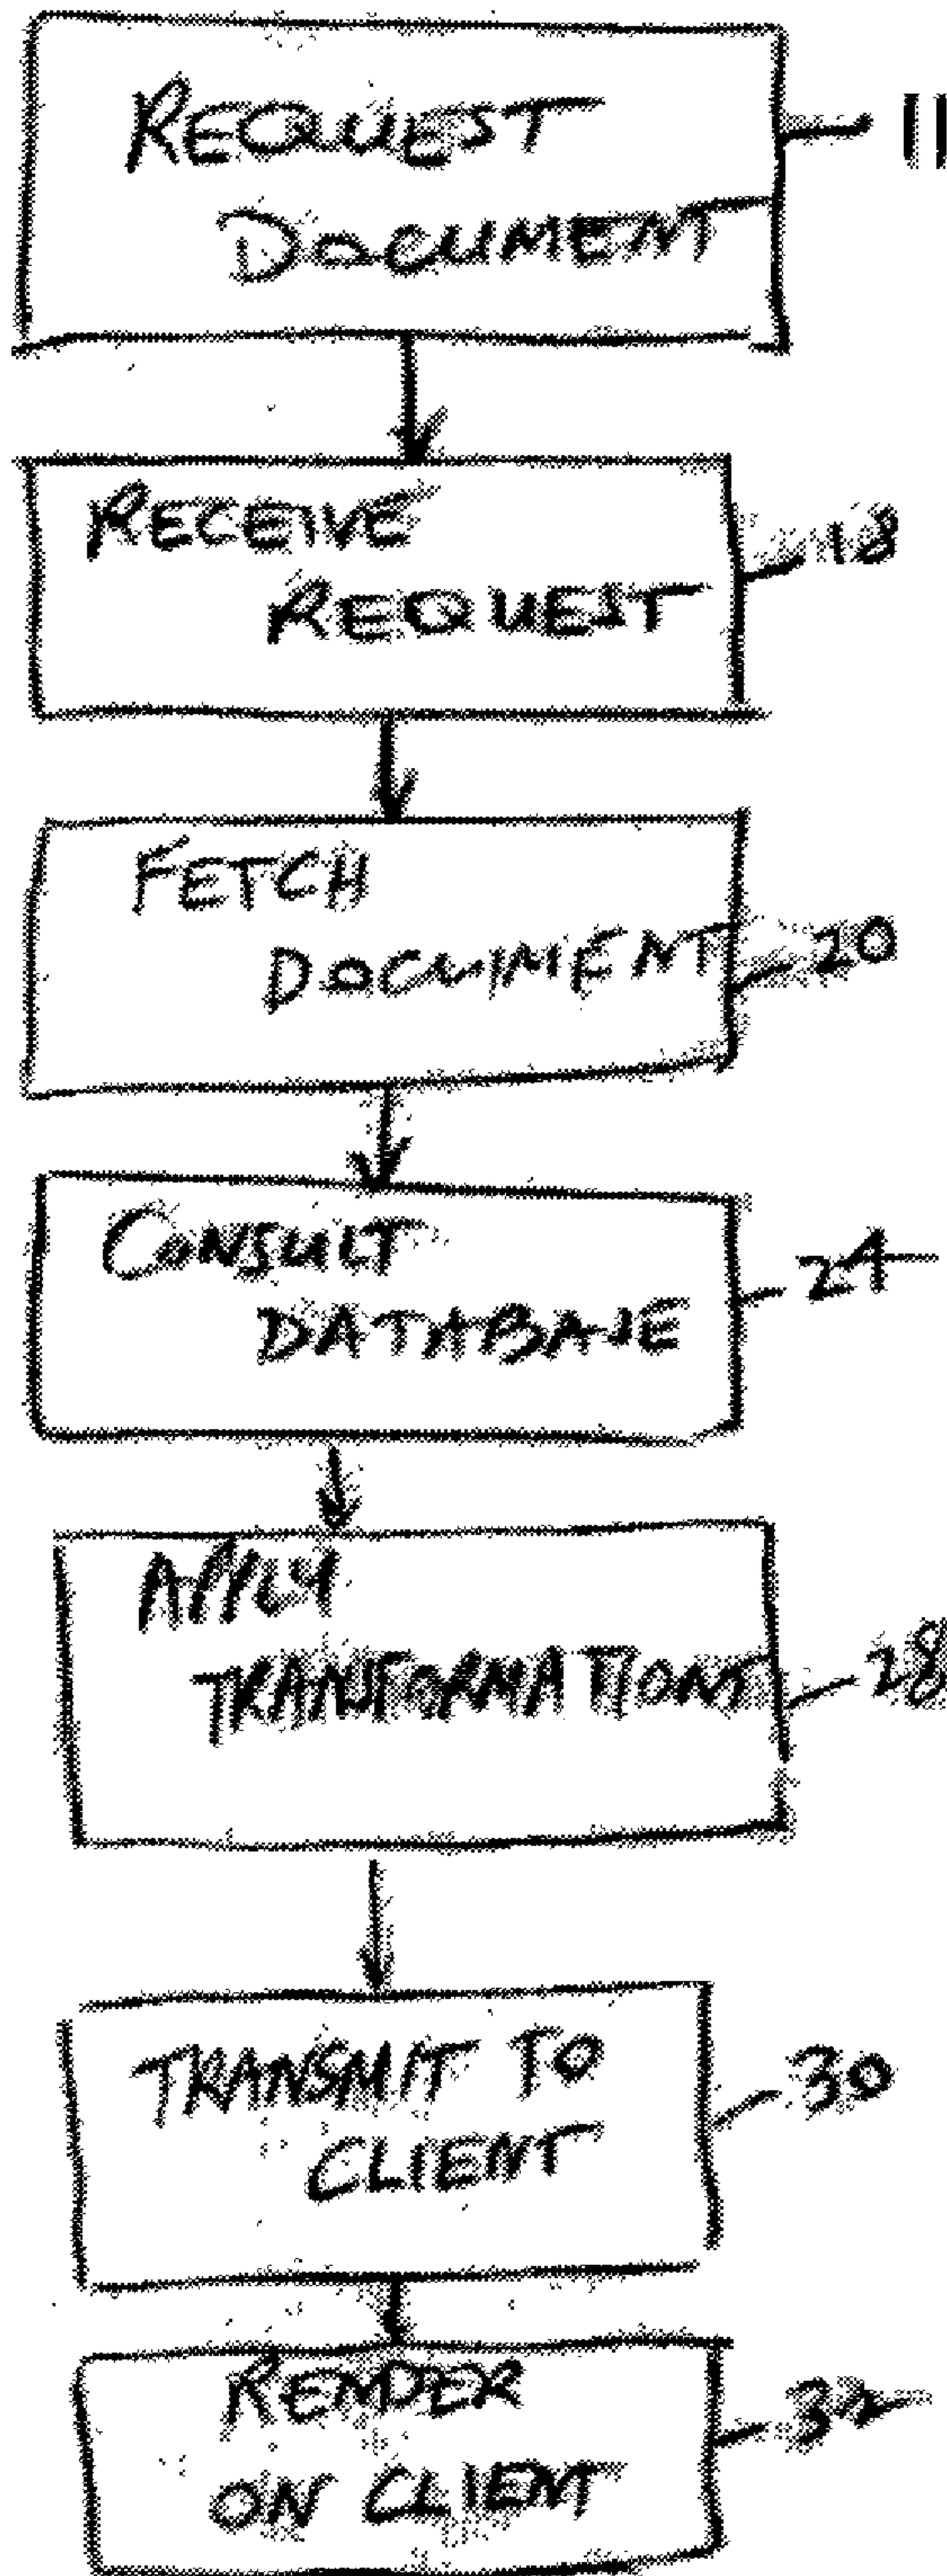 REQUEST
DOCUMENT
11
RECEIVE
REQUEST
18
FETCH
DOCUMENT
20
CONSULT
DATABASE
24
APPLY
TRANSFORMATIONS
28
TRANSMIT TO
CLIENT
30
RENDER
ON CLIENT
32